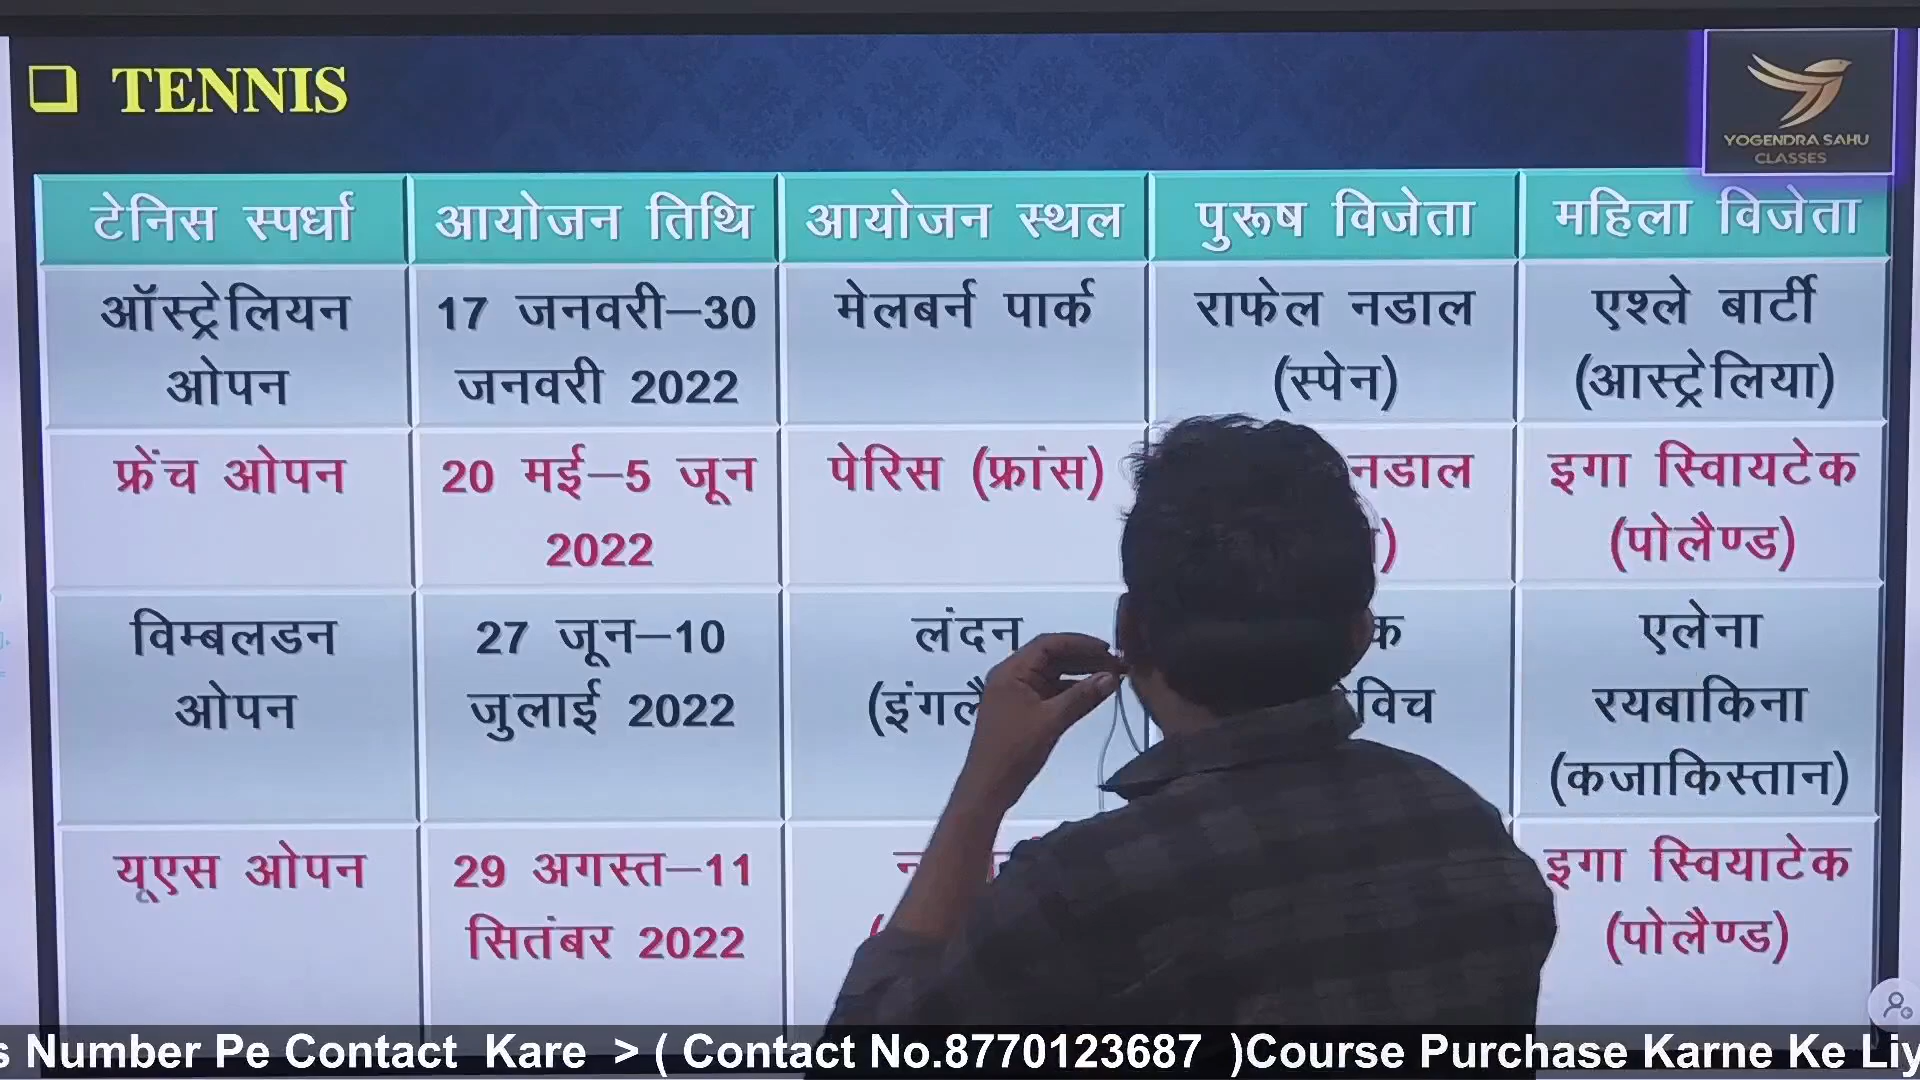 TENNIS
YOGENDRA SAHU
CLASSES
टेनिस स्पर्धा आयोजन तिथि आयोजन स्थल पुरूष विजेता महिला विजेता
ऑस्ट्रेलियन 17 जनवरी–30 मेलबर्न पार्क राफेल नडाल एश्ले बार्टी
ओपन जनवरी 2022 (स्पेन) (आस्ट्रेलिया)
फ्रेंच ओपन 20 मई–5 जून पेरिस (फ्रांस) नडाल इगा स्वियटेक
2022 (पोलैण्ड)
विम्बलडन 27 जून–10 लंदन एलेना
ओपन जुलाई 2022 रयबाकिना
(कजाकिस्तान)
यूएस ओपन 29 अगस्त–11 इगा स्वियाटेक
सितंबर 2022 (पोलैण्ड)
Number Pe Contact Kare > ( Contact No.8770123687 )Course Purchase Karne Ke